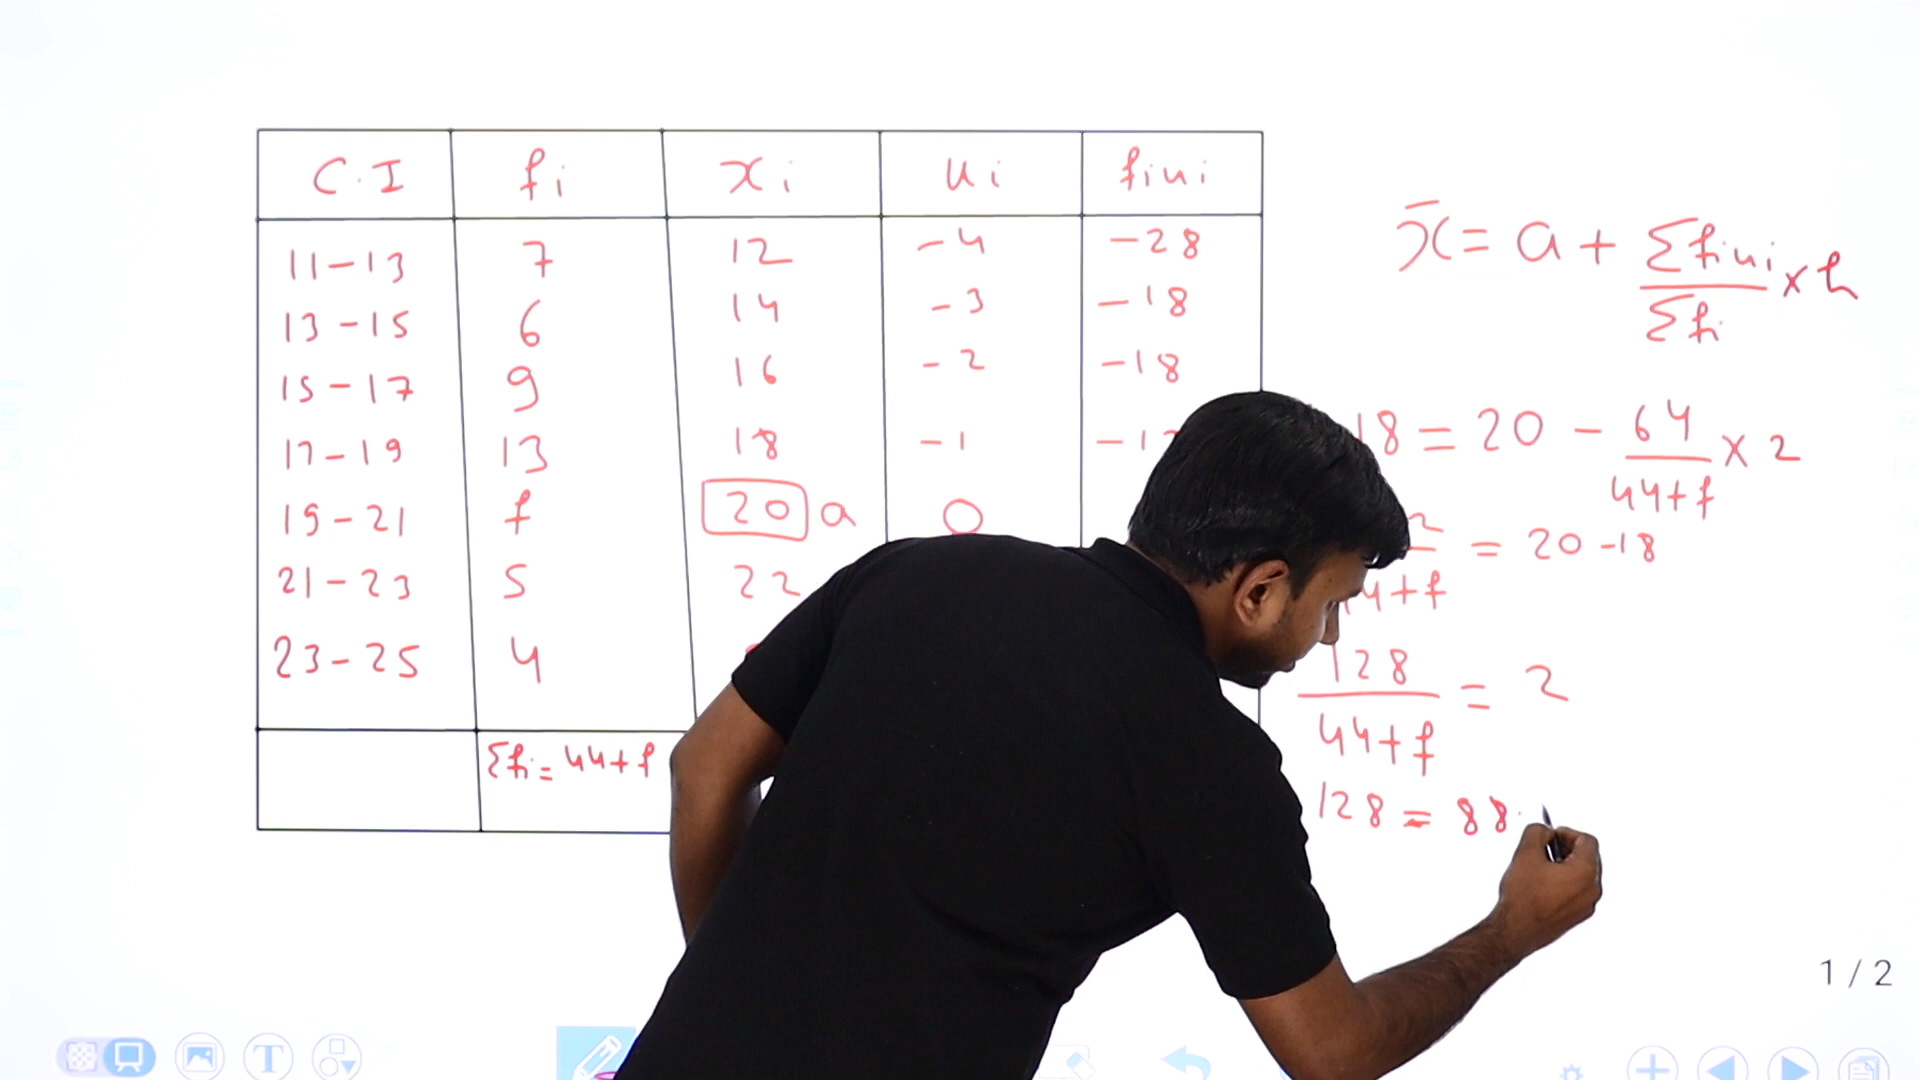 C.I fi xi ui fiui
11-13 7 12 -4 -28
13-15 6 14 -3 -18
15-17 9 16 -2 -18
17-19 13 18 -1
19-21 f 20 a 0
21-23 5 22
23-25 4
Σfi = 44+f
x̄ = a + Σfiui/Σfi × h
18 = 20 - 64/44+f × 2
= 20-18
128/44+f = 2
128 = 88
1 / 2
T